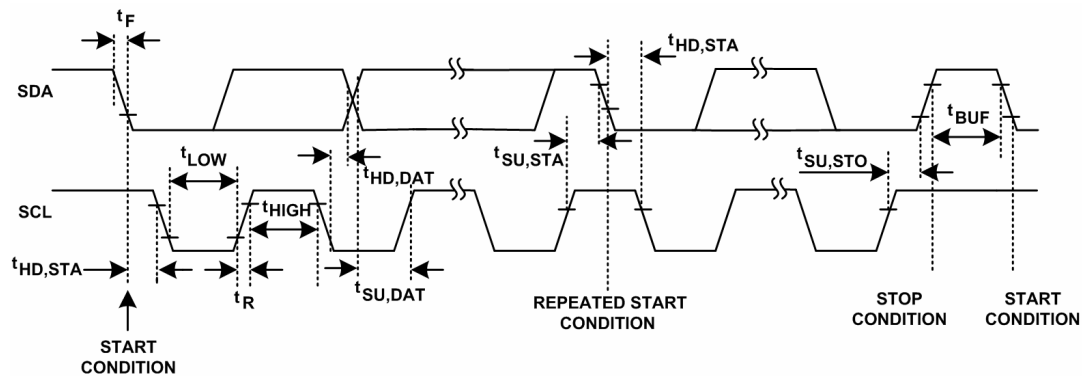 tF
tHD,STA
SDA
tBUF
tLOW
tSU,STA
tSU,STO
tHD,DAT
SCL
tHIGH
tHD,STA
tR
tSU,DAT
REPEATED START
CONDITION
STOP
CONDITION
START
CONDITION
START
CONDITION